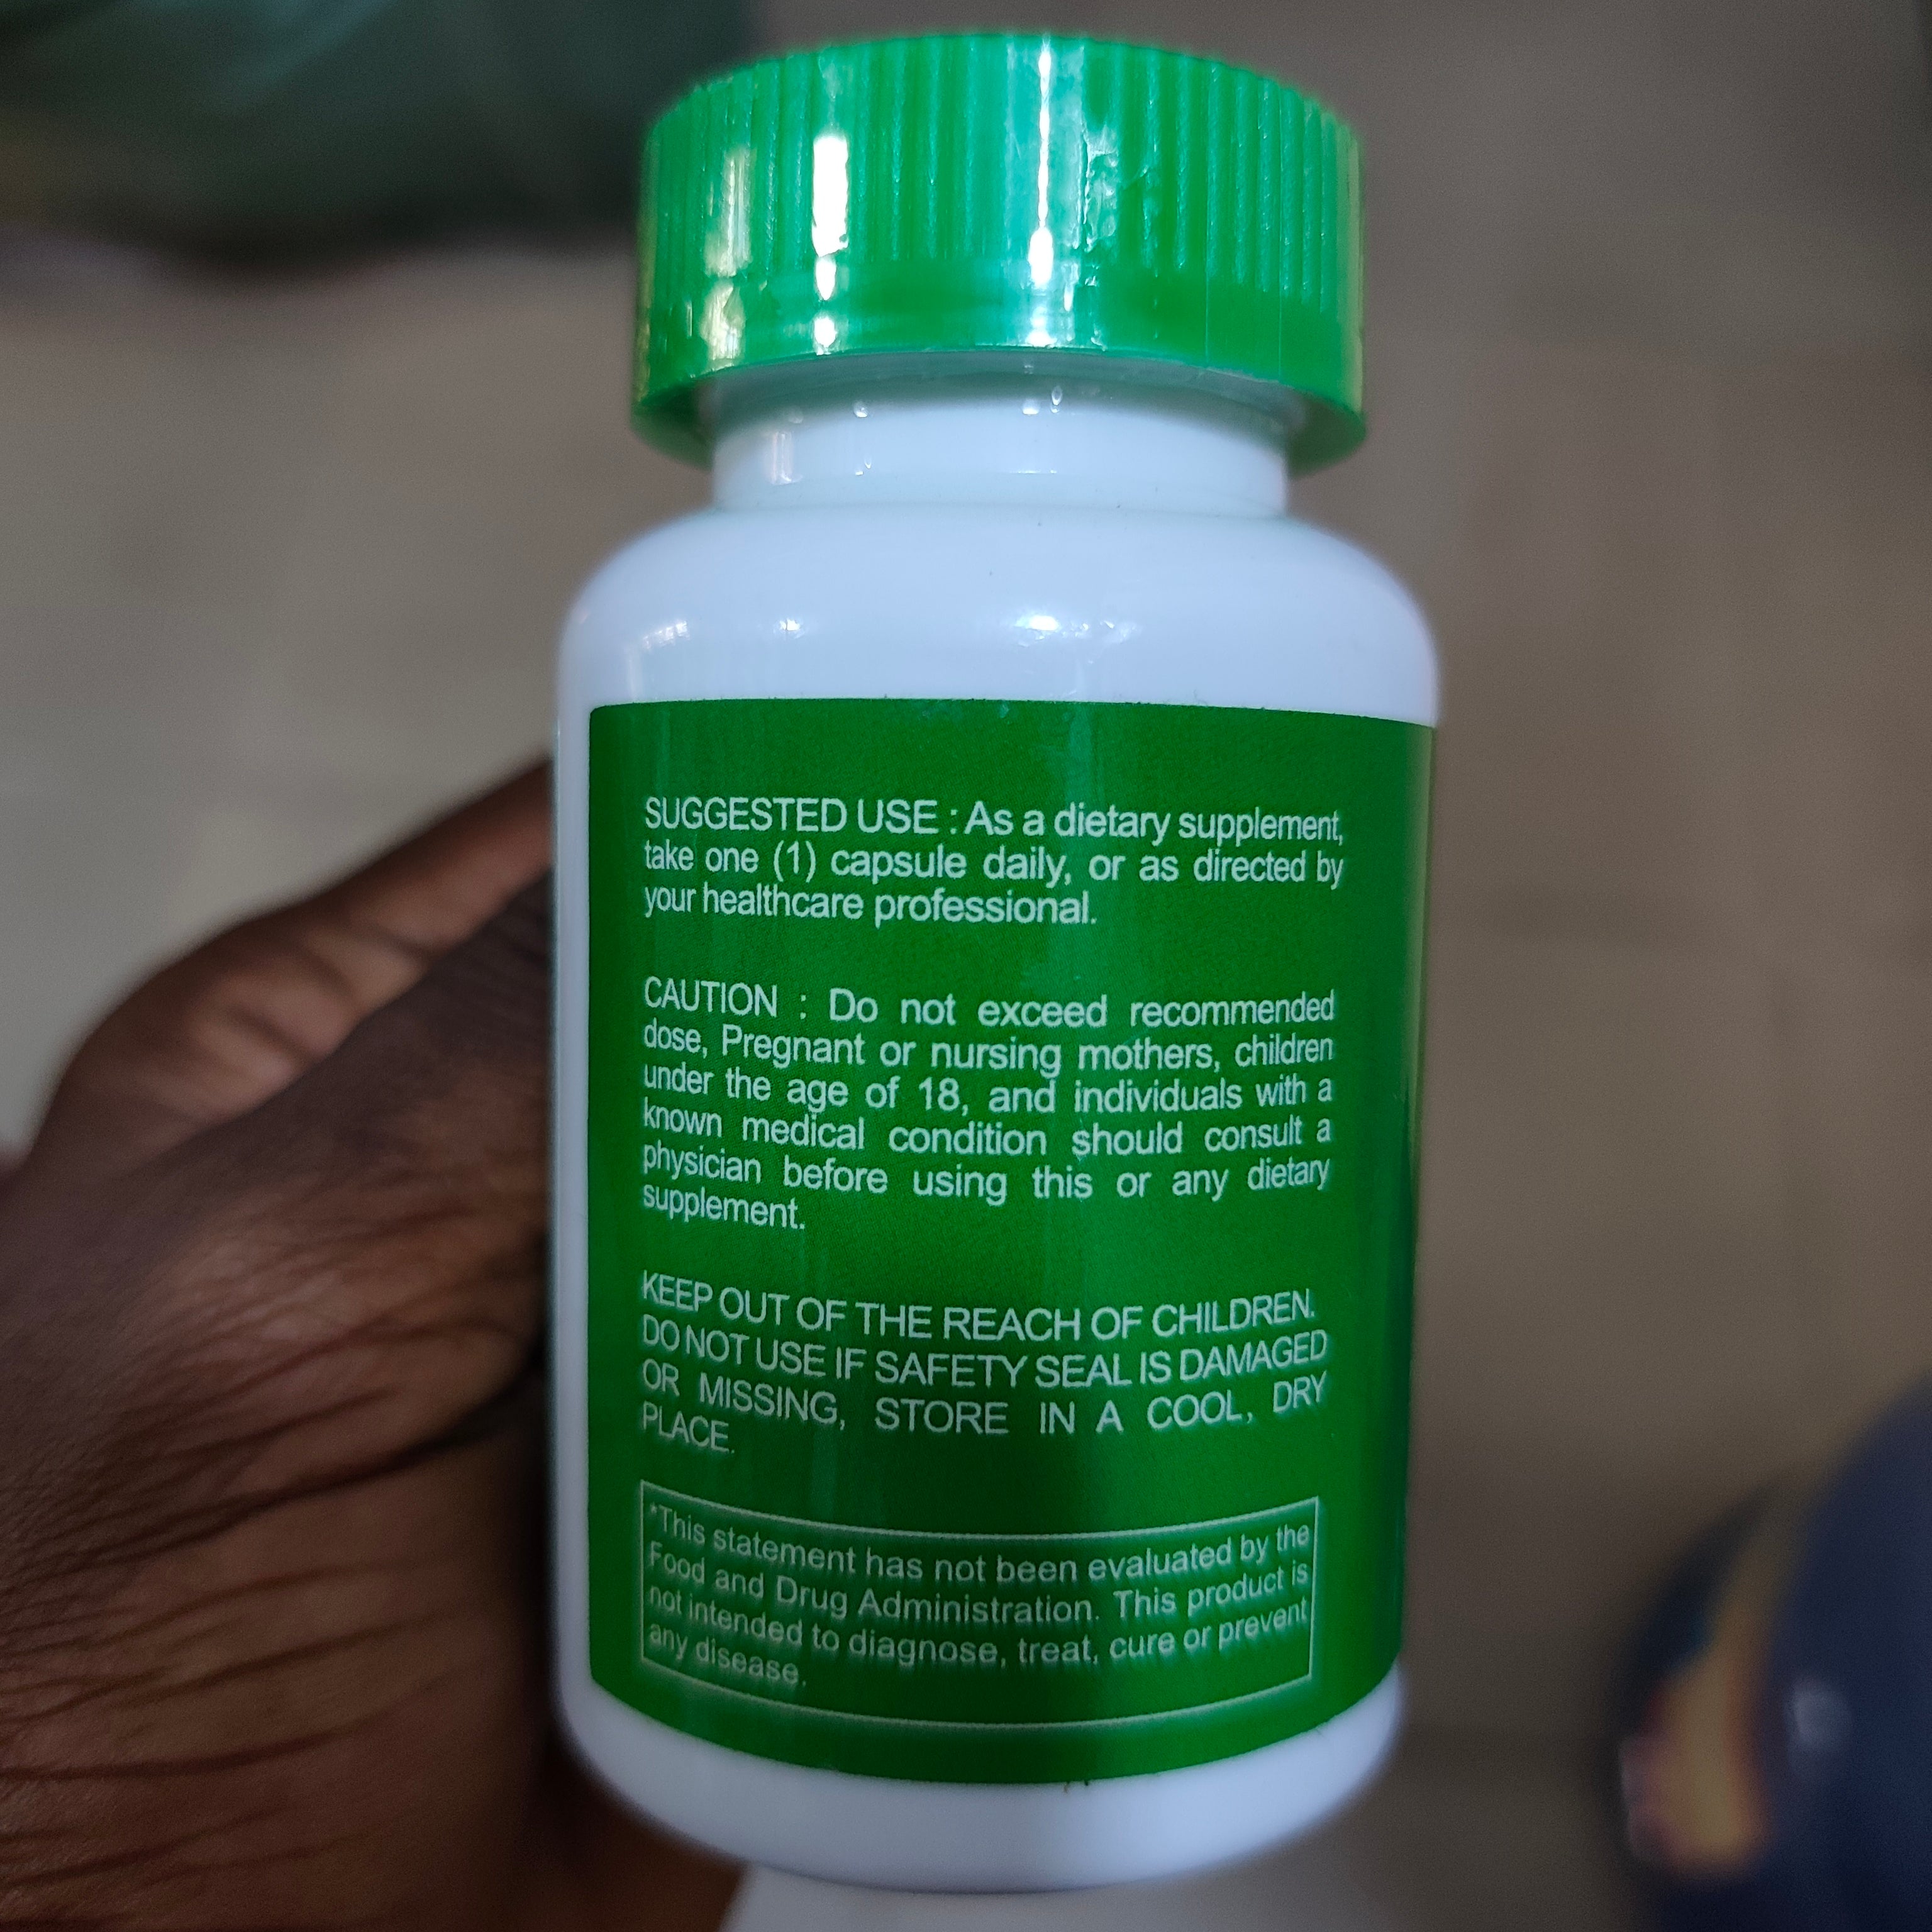 SUGGESTED USE : As a dietary supplement,
take one (1) capsule daily, or as directed by
your healthcare professional.
CAUTION : Do not exceed recommended
dose, Pregnant or nursing mothers, children
under the age of 18, and individuals with a
known medical condition should consult a
physician before using this or any dietary
supplement.
KEEP OUT OF THE REACH OF CHILDREN.
DO NOT USE IF SAFETY SEAL IS DAMAGED
OR MISSING, STORE IN A COOL, DRY
PLACE.
*This statement has not been evaluated by the
Food and Drug Administration. This product is
not intended to diagnose, treat, cure or prevent
any disease.